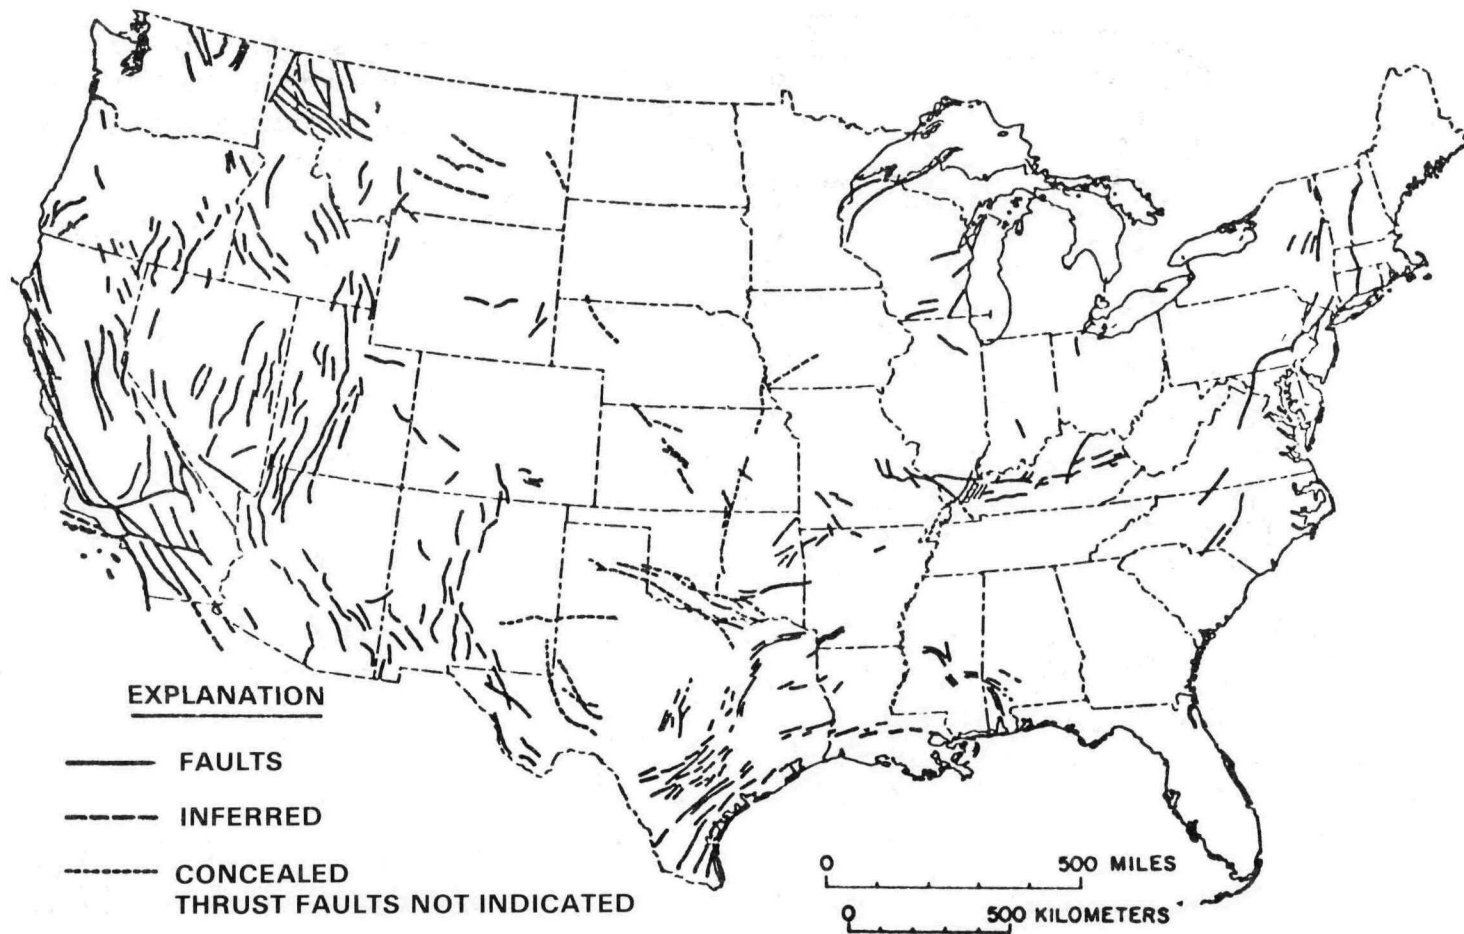 EXPLANATION
FAULTS
INFERRED
CONCEALED
THRUST FAULTS NOT INDICATED
0 500 MILES
0 500 KILOMETERS